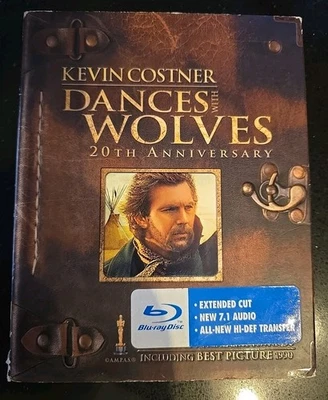 KEVIN COSTNER
DANCES WITH
WOLVES
20TH ANNIVERSARY
Blu-ray Disc
• EXTENDED CUT
• NEW 7.1 AUDIO
• ALL-NEW HI-DEF TRANSFER
©A.M.P.A.S.®
INCLUDING BEST PICTURE 1990